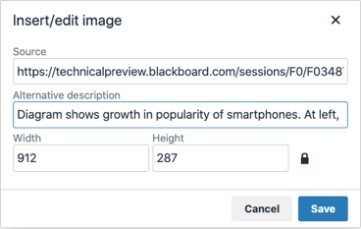 Insert/edit image
Source
https://technicalpreview.blackboard.com/sessions/F0/F0348
Alternative description
Diagram shows growth in popularity of smartphones. At left,
Width Height
912 287
Cancel Save